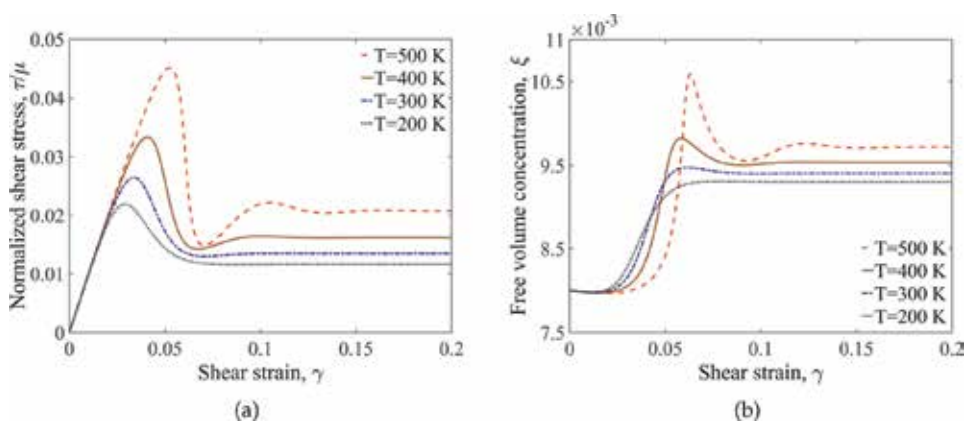 0.05
0.04
0.03
0.02
0.01
0
0
0.05
0.1
0.15
0.2
Normalized shear stress, τ/μ
Shear strain, γ
T=500 K
T=400 K
T=300 K
T=200 K
(a)
×10⁻³
11
10.5
9.5
8.5
7.5
0
0.05
0.1
0.15
0.2
Free volume concentration, ξ
Shear strain, γ
T=500 K
T=400 K
T=300 K
T=200 K
(b)